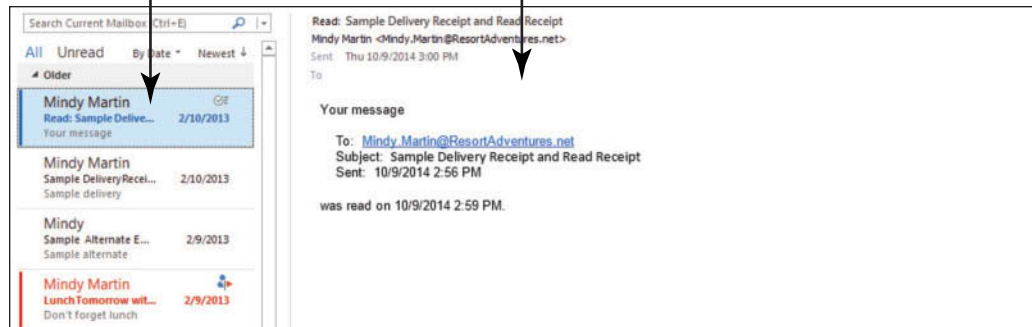 Search Current Mailbox (Ctrl+E)
All Unread By Date Newest
Older
Mindy Martin
Read: Sample Delive... 2/10/2013
Your message
Mindy Martin
Sample DeliveryRecei... 2/10/2013
Sample delivery
Mindy
Sample Alternate E... 2/9/2013
Sample alternate
Mindy Martin
LunchTomorrow wit... 2/9/2013
Don't forget lunch
Read: Sample Delivery Receipt and Read Receipt
Mindy Martin <Mindy.Martin@ResortAdventures.net>
Sent Thu 10/9/2014 3:00 PM
To
Your message
To: Mindy.Martin@ResortAdventures.net
Subject: Sample Delivery Receipt and Read Receipt
Sent: 10/9/2014 2:56 PM
was read on 10/9/2014 2:59 PM.